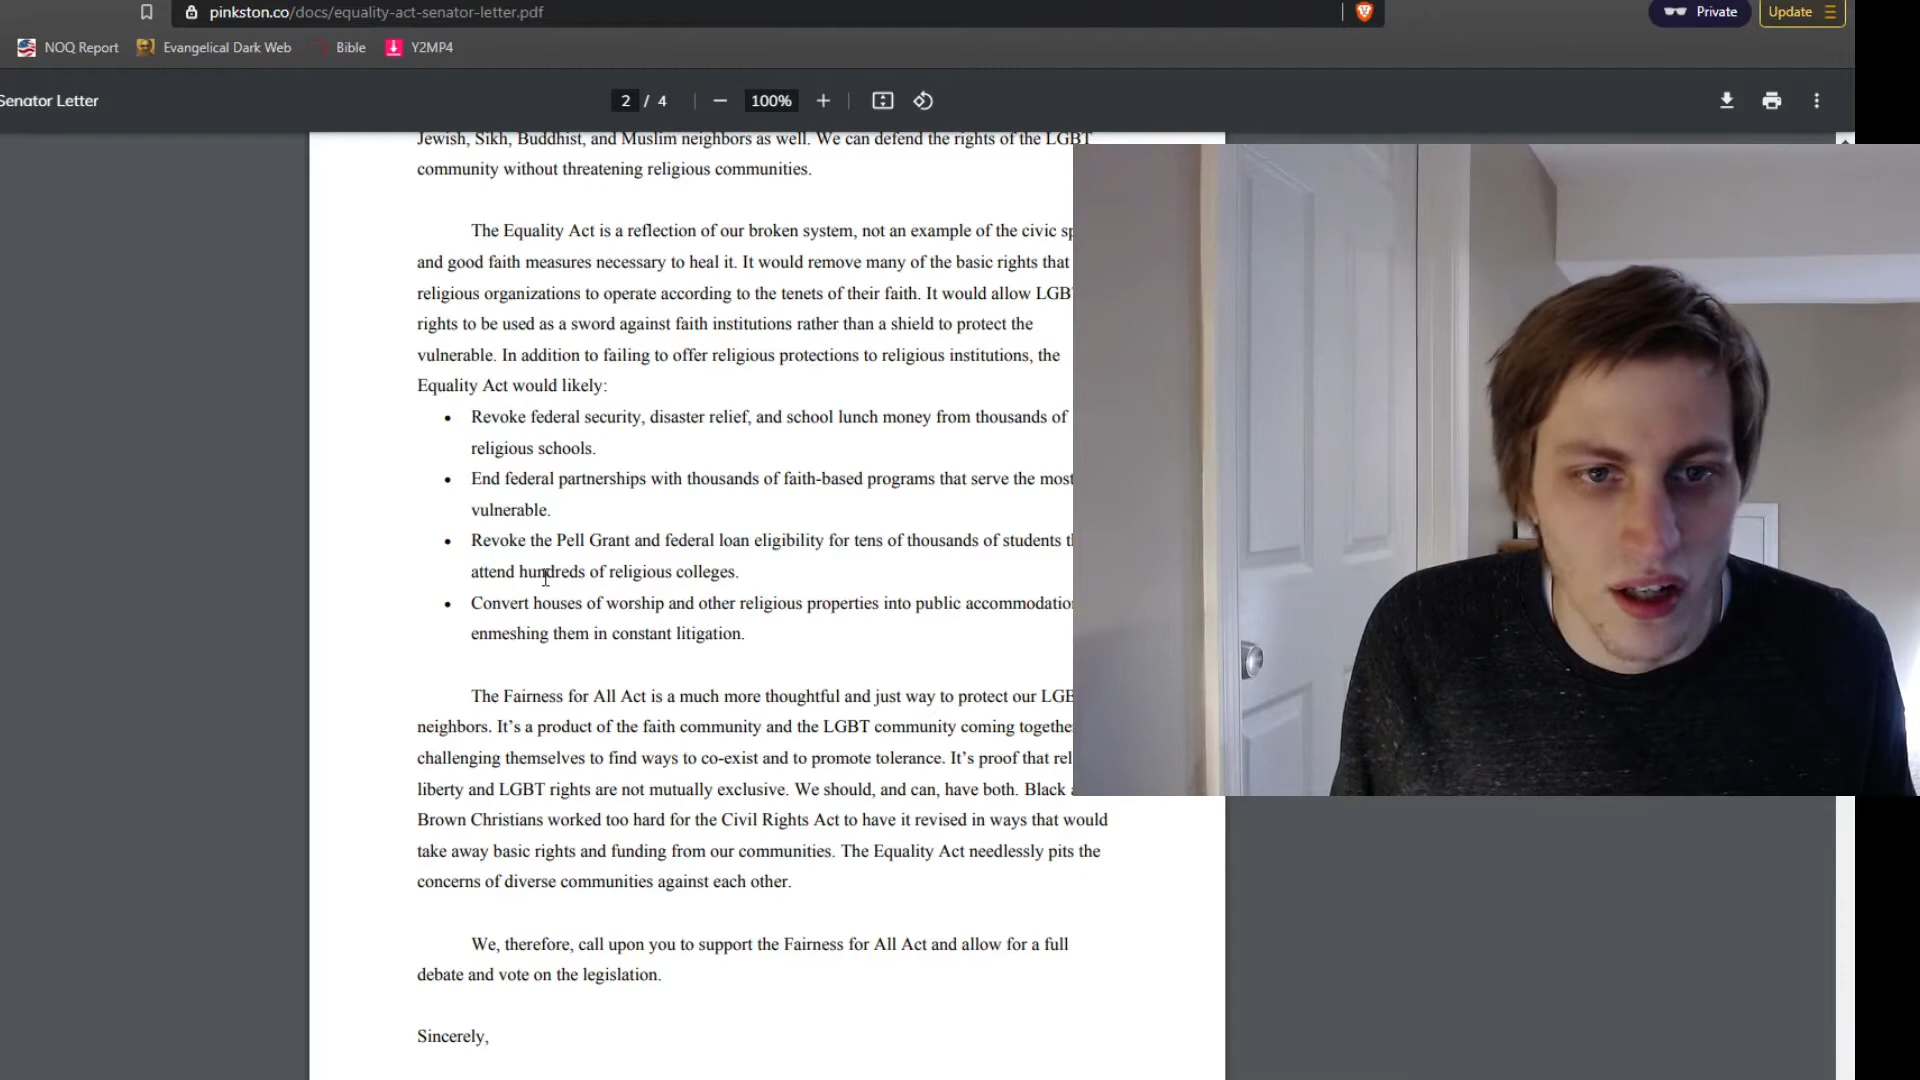 pinkston.co/docs/equality-act-senator-letter.pdf
Private
Update
NOQ Report
Evangelical Dark Web
Bible
Y2MP4
Senator Letter
2 / 4
100%
Jewish, Sikh, Buddhist, and Muslim neighbors as well. We can defend the rights of the LGBT
community without threatening religious communities.
The Equality Act is a reflection of our broken system, not an example of the civic
and good faith measures necessary to heal it. It would remove many of the basic rights that
religious organizations to operate according to the tenets of their faith. It would allow
rights to be used as a sword against faith institutions rather than a shield to protect the
vulnerable. In addition to failing to offer religious protections to religious institutions, the
Equality Act would likely:
• Revoke federal security, disaster relief, and school lunch money from thousands of
religious schools.
• End federal partnerships with thousands of faith-based programs that serve the most
vulnerable.
• Revoke the Pell Grant and federal loan eligibility for tens of thousands of students
attend hundreds of religious colleges.
• Convert houses of worship and other religious properties into public
enmeshing them in constant litigation.
The Fairness for All Act is a much more thoughtful and just way to protect our
neighbors. It’s a product of the faith community and the LGBT community coming
challenging themselves to find ways to co-exist and to promote tolerance. It’s proof that
liberty and LGBT rights are not mutually exclusive. We should, and can, have both. Black
Brown Christians worked too hard for the Civil Rights Act to have it revised in ways that would
take away basic rights and funding from our communities. The Equality Act needlessly pits the
concerns of diverse communities against each other.
We, therefore, call upon you to support the Fairness for All Act and allow for a full
debate and vote on the legislation.
Sincerely,